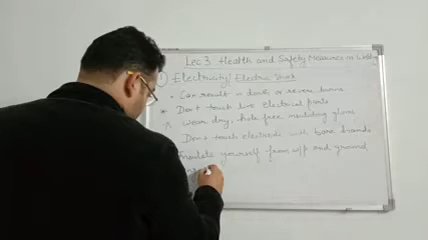 Lec 3 Health and Safety Measures in Welding
① Electricity/ Electric Shock
• Can result in death or severe burns
* Don't touch live electrical parts
Wear dry, hole free insulating gloves
Don't touch electrode with bare hands
Insulate yourself from w/p and ground